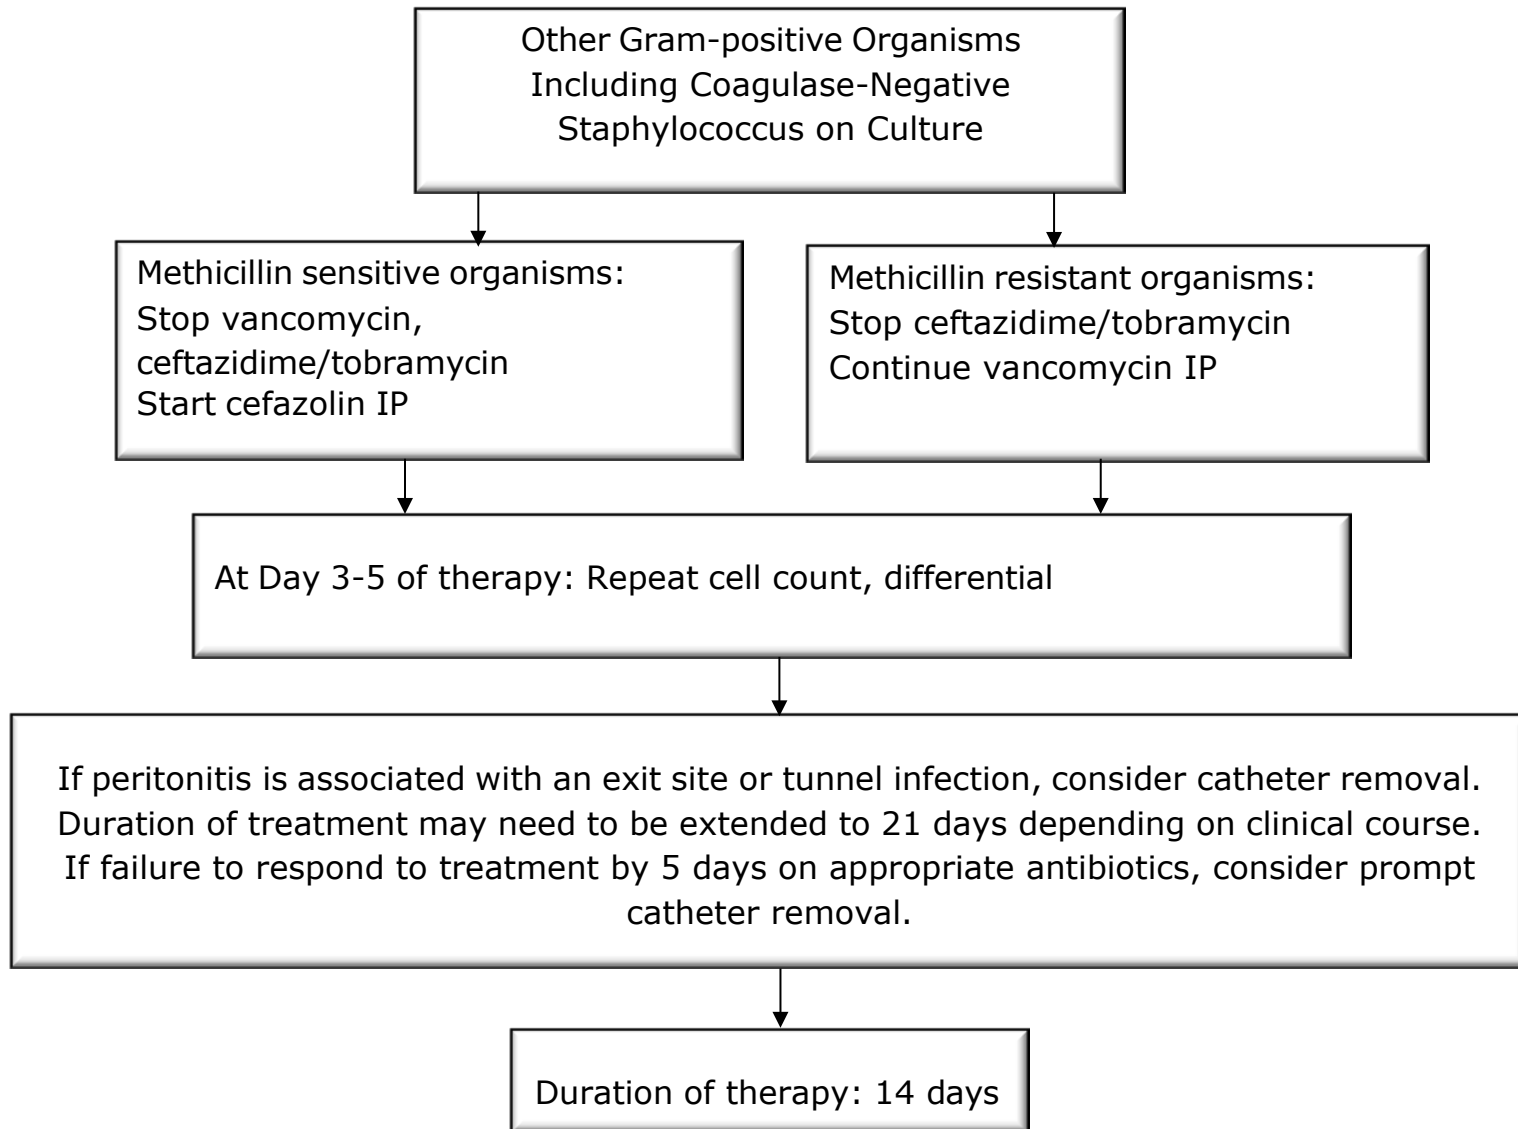 Other Gram-positive Organisms
Including Coagulase-Negative
Staphylococcus on Culture
Methicillin sensitive organisms:
Stop vancomycin,
ceftazidime/tobramycin
Start cefazolin IP
Methicillin resistant organisms:
Stop ceftazidime/tobramycin
Continue vancomycin IP
At Day 3-5 of therapy: Repeat cell count, differential
If peritonitis is associated with an exit site or tunnel infection, consider catheter removal.
Duration of treatment may need to be extended to 21 days depending on clinical course.
If failure to respond to treatment by 5 days on appropriate antibiotics, consider prompt
catheter removal.
Duration of therapy: 14 days